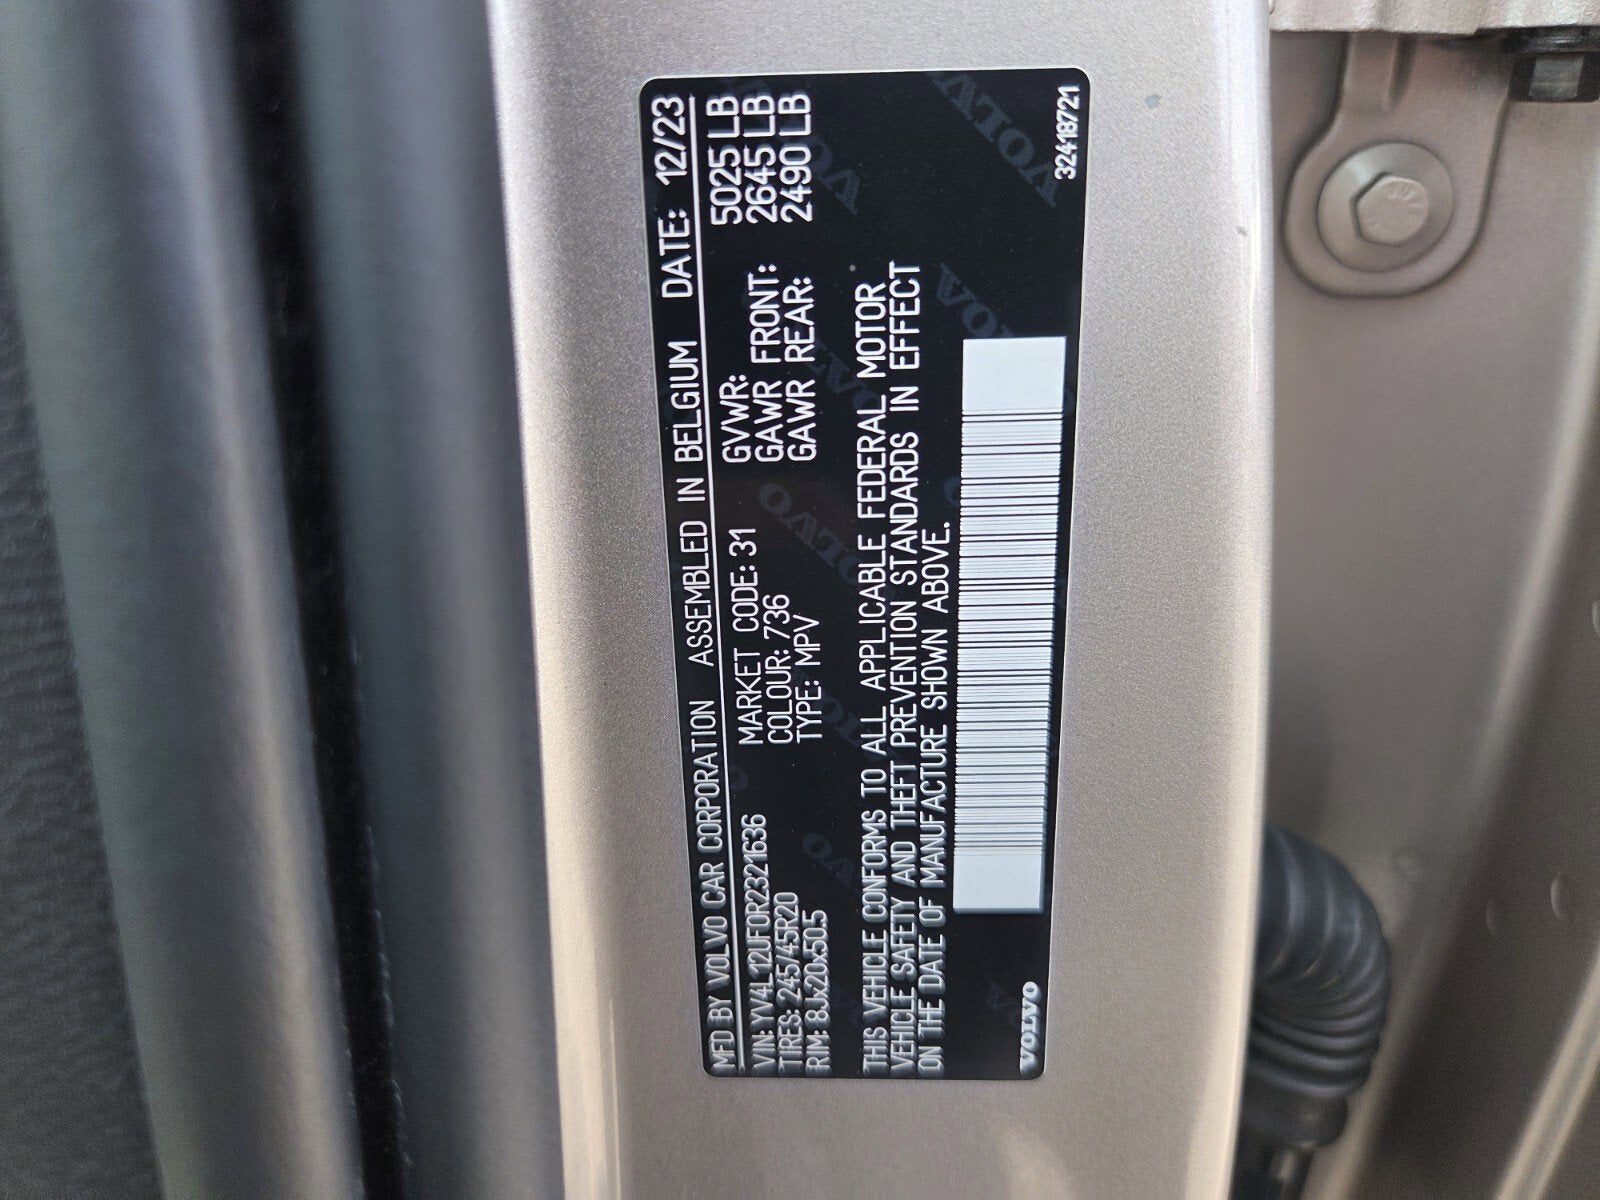 MFD BY VOLVO CAR CORPORATION ASSEMBLED IN BELGIUM DATE: 12/23
VIN: YV4L12UF0R2321636 MARKET CODE: 31 GVWR: 5025 LB
TIRES: 245/45R20 COLOUR: 736 GAWR FRONT: 2645 LB
RIM: 8Jx20x50.5 TYPE: MPV GAWR REAR: 2490 LB
THIS VEHICLE CONFORMS TO ALL APPLICABLE FEDERAL MOTOR
VEHICLE SAFETY AND THEFT PREVENTION STANDARDS IN EFFECT
ON THE DATE OF MANUFACTURE SHOWN ABOVE.
VOLVO 32418721